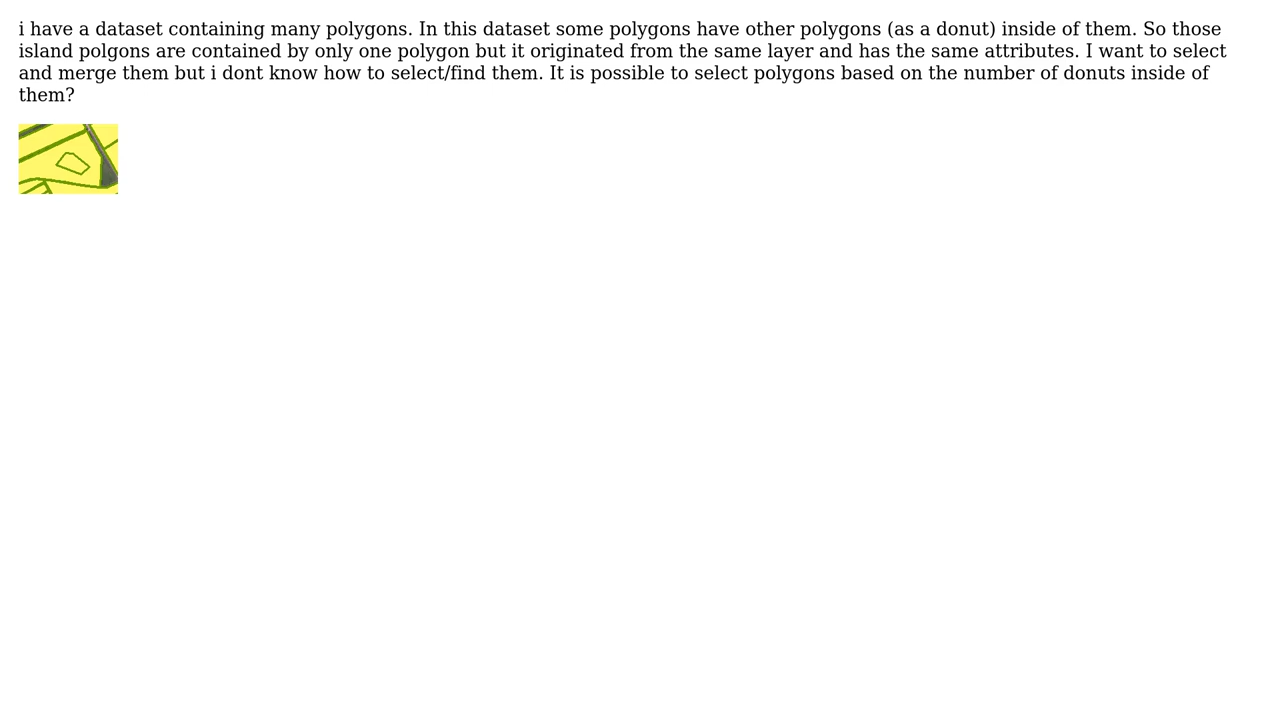 i have a dataset containing many polygons. In this dataset some polygons have other polygons (as a donut) inside of them. So those
island polgons are contained by only one polygon but it originated from the same layer and has the same attributes. I want to select
and merge them but i dont know how to select/find them. It is possible to select polygons based on the number of donuts inside of
them?